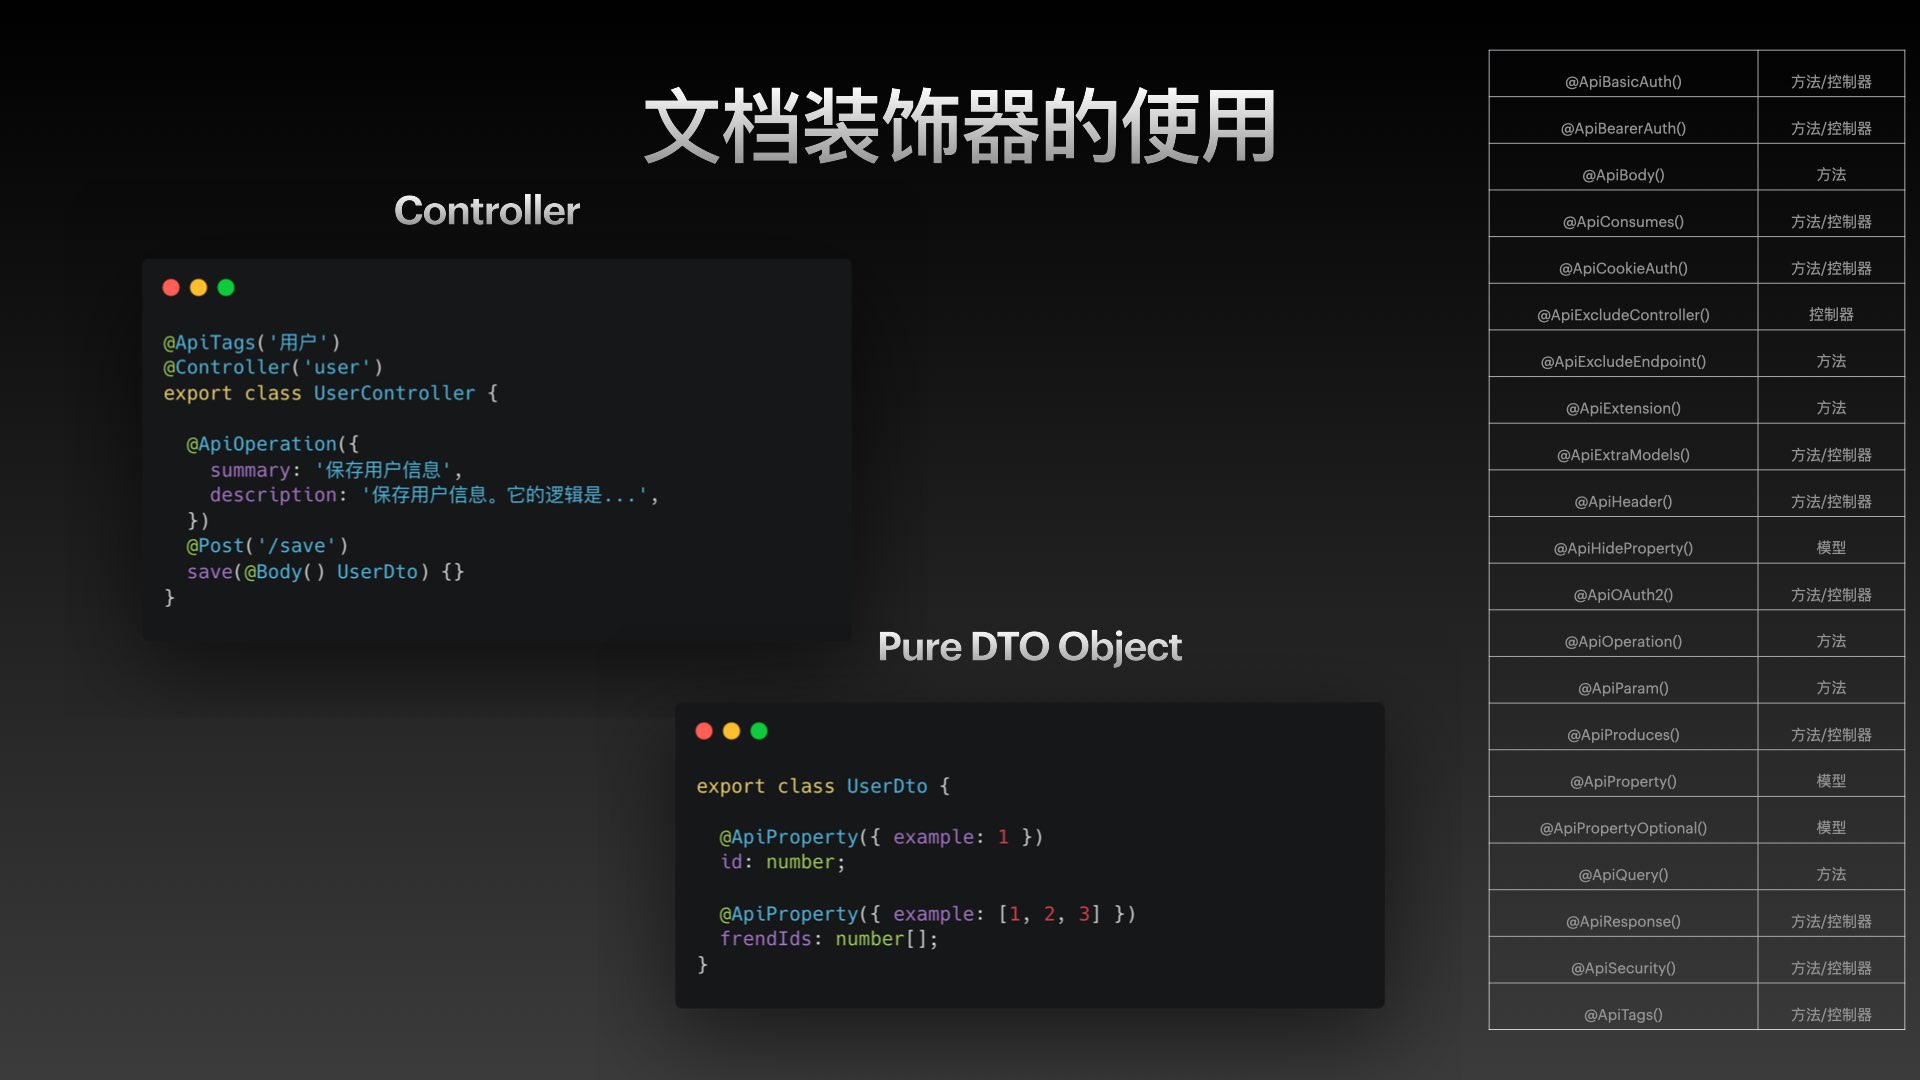 文档装饰器的使用
Controller
@ApiTags('用户')
@Controller('user')
export class UserController {
  @ApiOperation({
    summary: '保存用户信息',
    description: '保存用户信息。它的逻辑是...',
  })
  @Post('/save')
  save(@Body() UserDto) {}
}
Pure DTO Object
export class UserDto {
  @ApiProperty({ example: 1 })
  id: number;
  @ApiProperty({ example: [1, 2, 3] })
  frendIds: number[];
}
@ApiBasicAuth() 方法/控制器
@ApiBearerAuth() 方法/控制器
@ApiBody() 方法
@ApiConsumes() 方法/控制器
@ApiCookieAuth() 方法/控制器
@ApiExcludeController() 控制器
@ApiExcludeEndpoint() 方法
@ApiExtension() 方法
@ApiExtraModels() 方法/控制器
@ApiHeader() 方法/控制器
@ApiHideProperty() 模型
@ApiOAuth2() 方法/控制器
@ApiOperation() 方法
@ApiParam() 方法
@ApiProduces() 方法/控制器
@ApiProperty() 模型
@ApiPropertyOptional() 模型
@ApiQuery() 方法
@ApiResponse() 方法/控制器
@ApiSecurity() 方法/控制器
@ApiTags() 方法/控制器